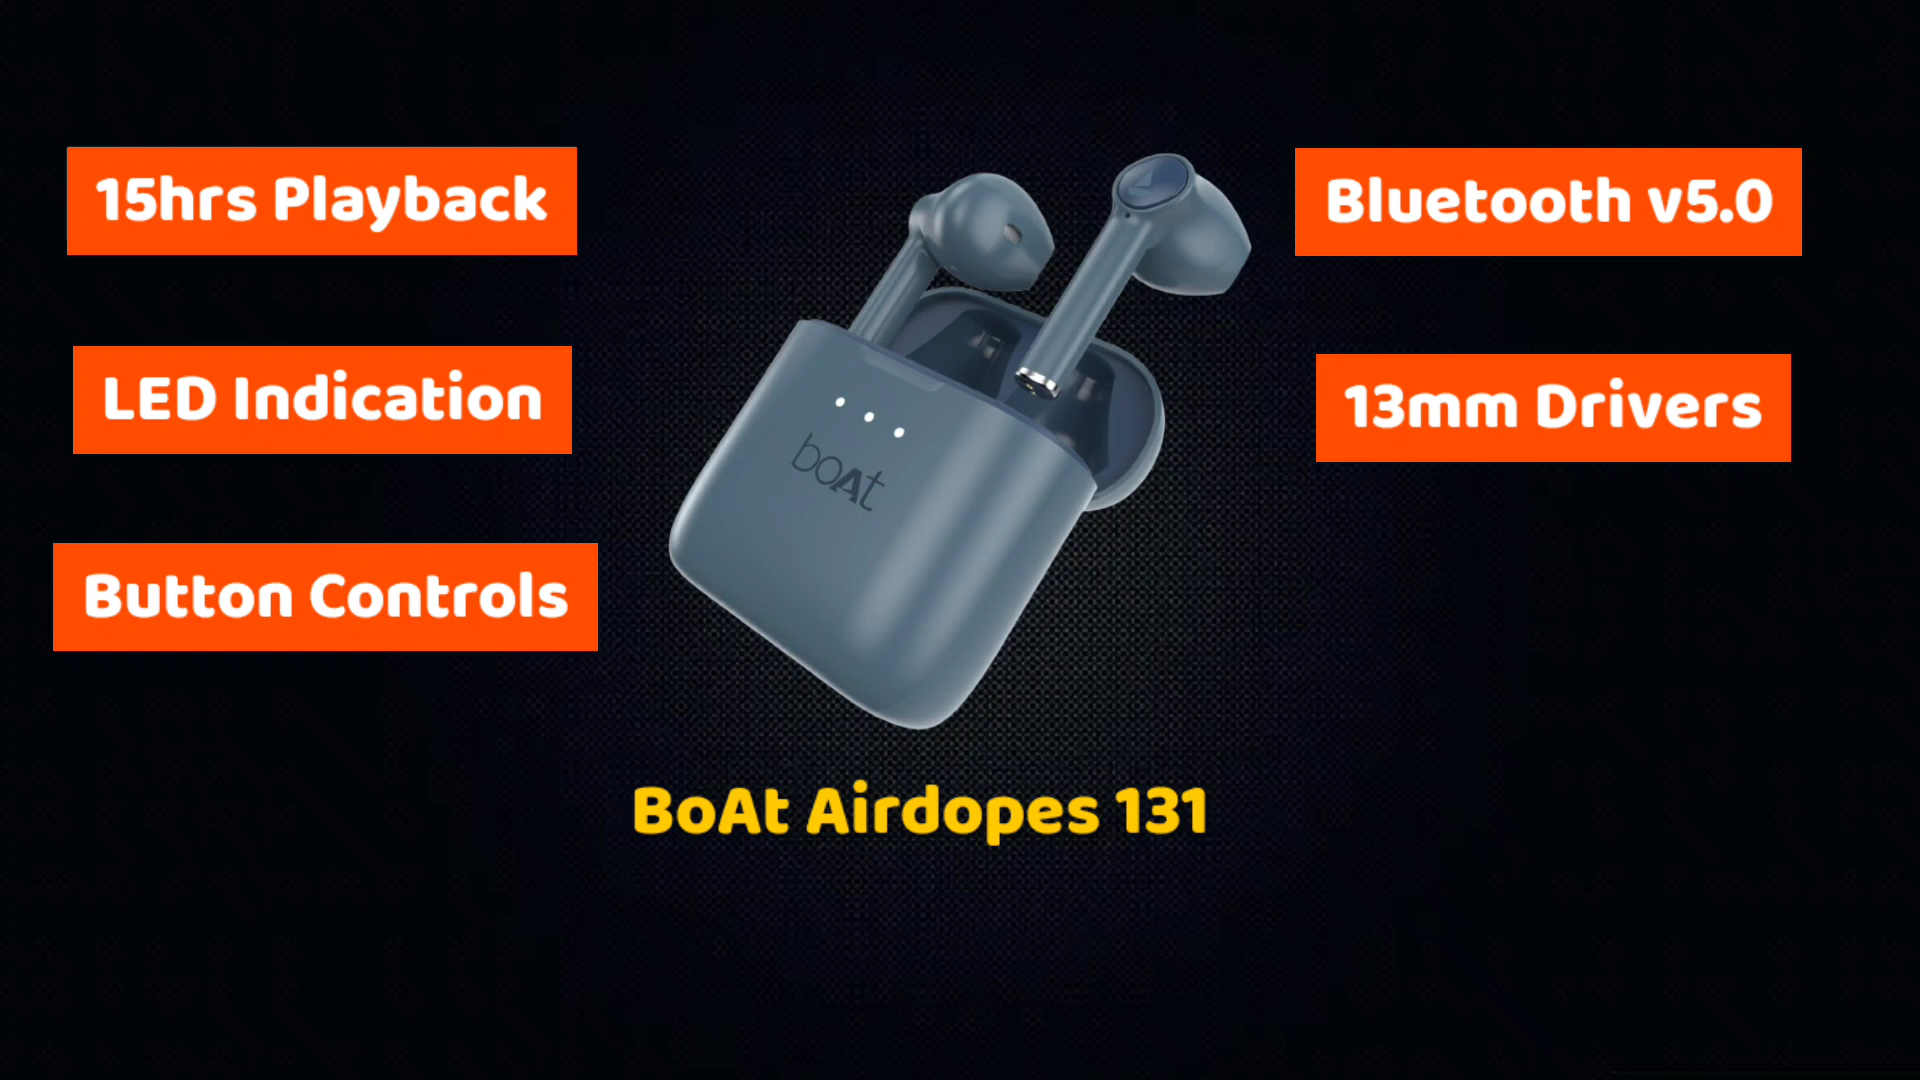 15hrs Playback
Bluetooth v5.0
LED Indication
13mm Drivers
boAt
Button Controls
BoAt Airdopes 131